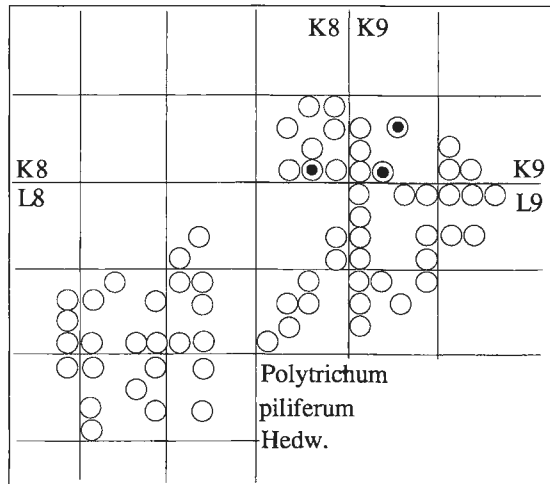 K8 K9
K8 K9
L8 L9
Polytrichum
piliferum
Hedw.